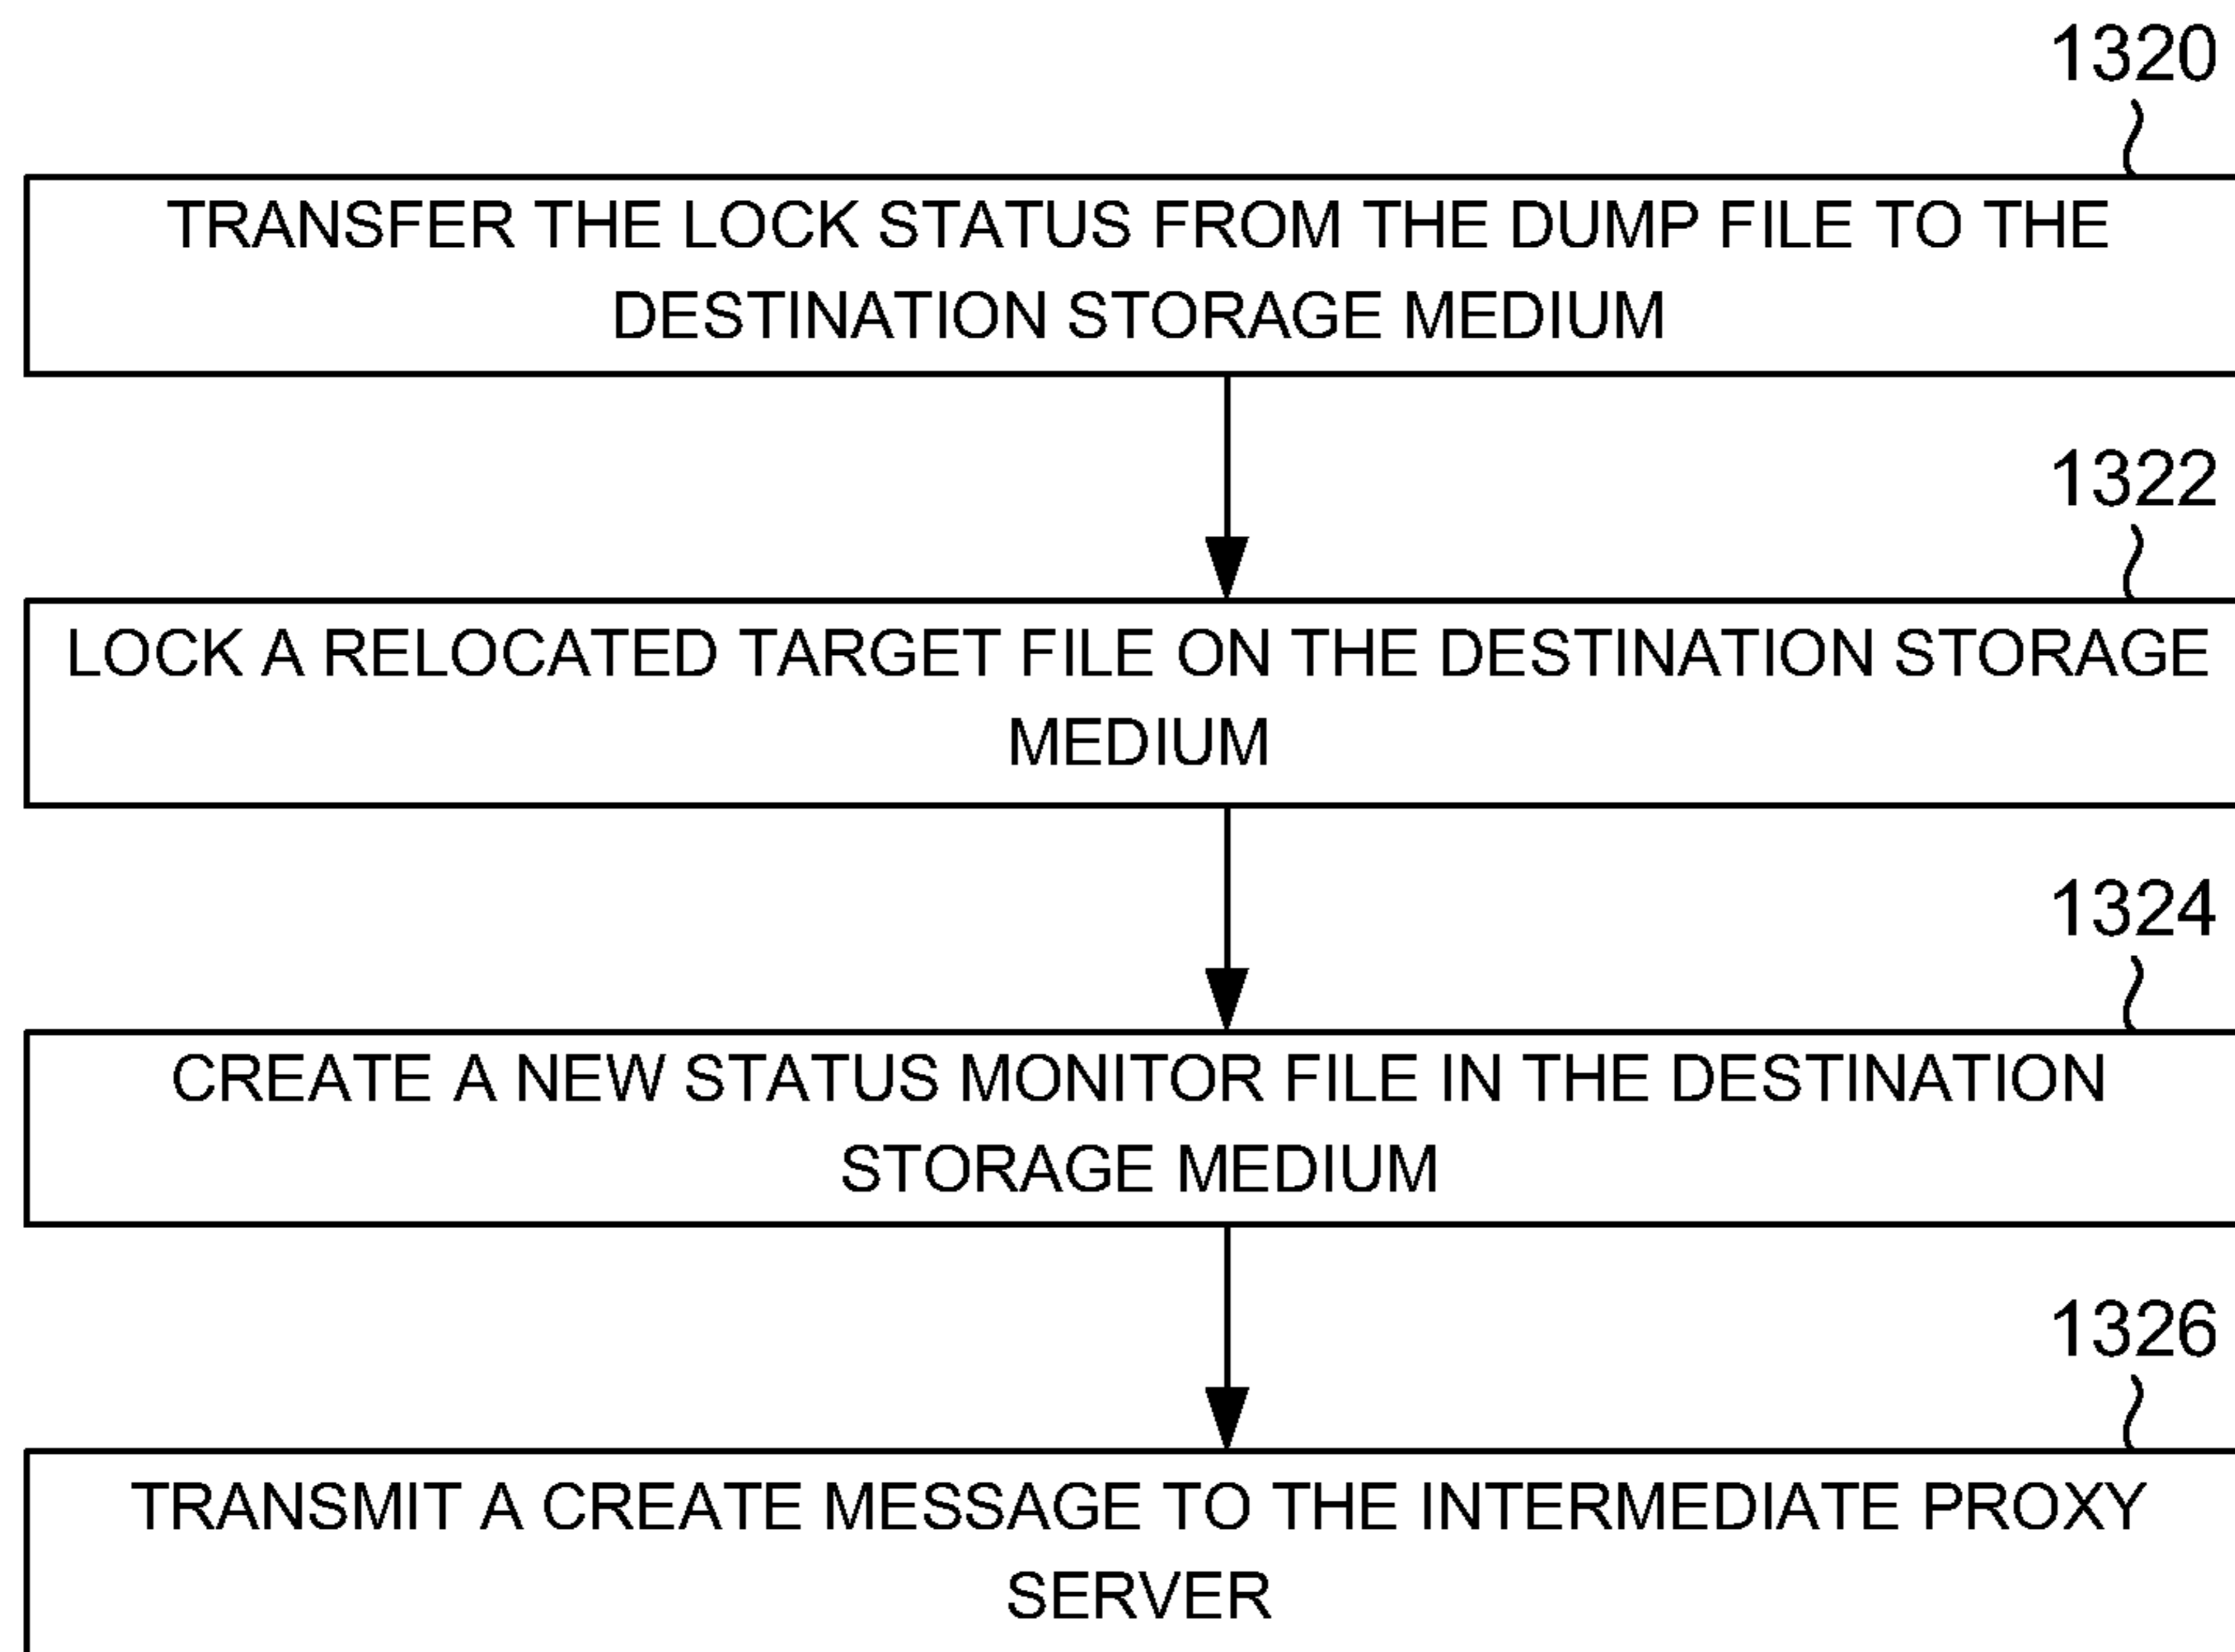 1320
TRANSFER THE LOCK STATUS FROM THE DUMP FILE TO THE
DESTINATION STORAGE MEDIUM
1322
LOCK A RELOCATED TARGET FILE ON THE DESTINATION STORAGE
MEDIUM
1324
CREATE A NEW STATUS MONITOR FILE IN THE DESTINATION
STORAGE MEDIUM
1326
TRANSMIT A CREATE MESSAGE TO THE INTERMEDIATE PROXY
SERVER